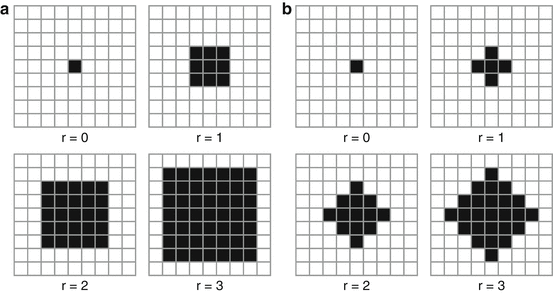 a
b
r = 0
r = 1
r = 0
r = 1
r = 2
r = 3
r = 2
r = 3